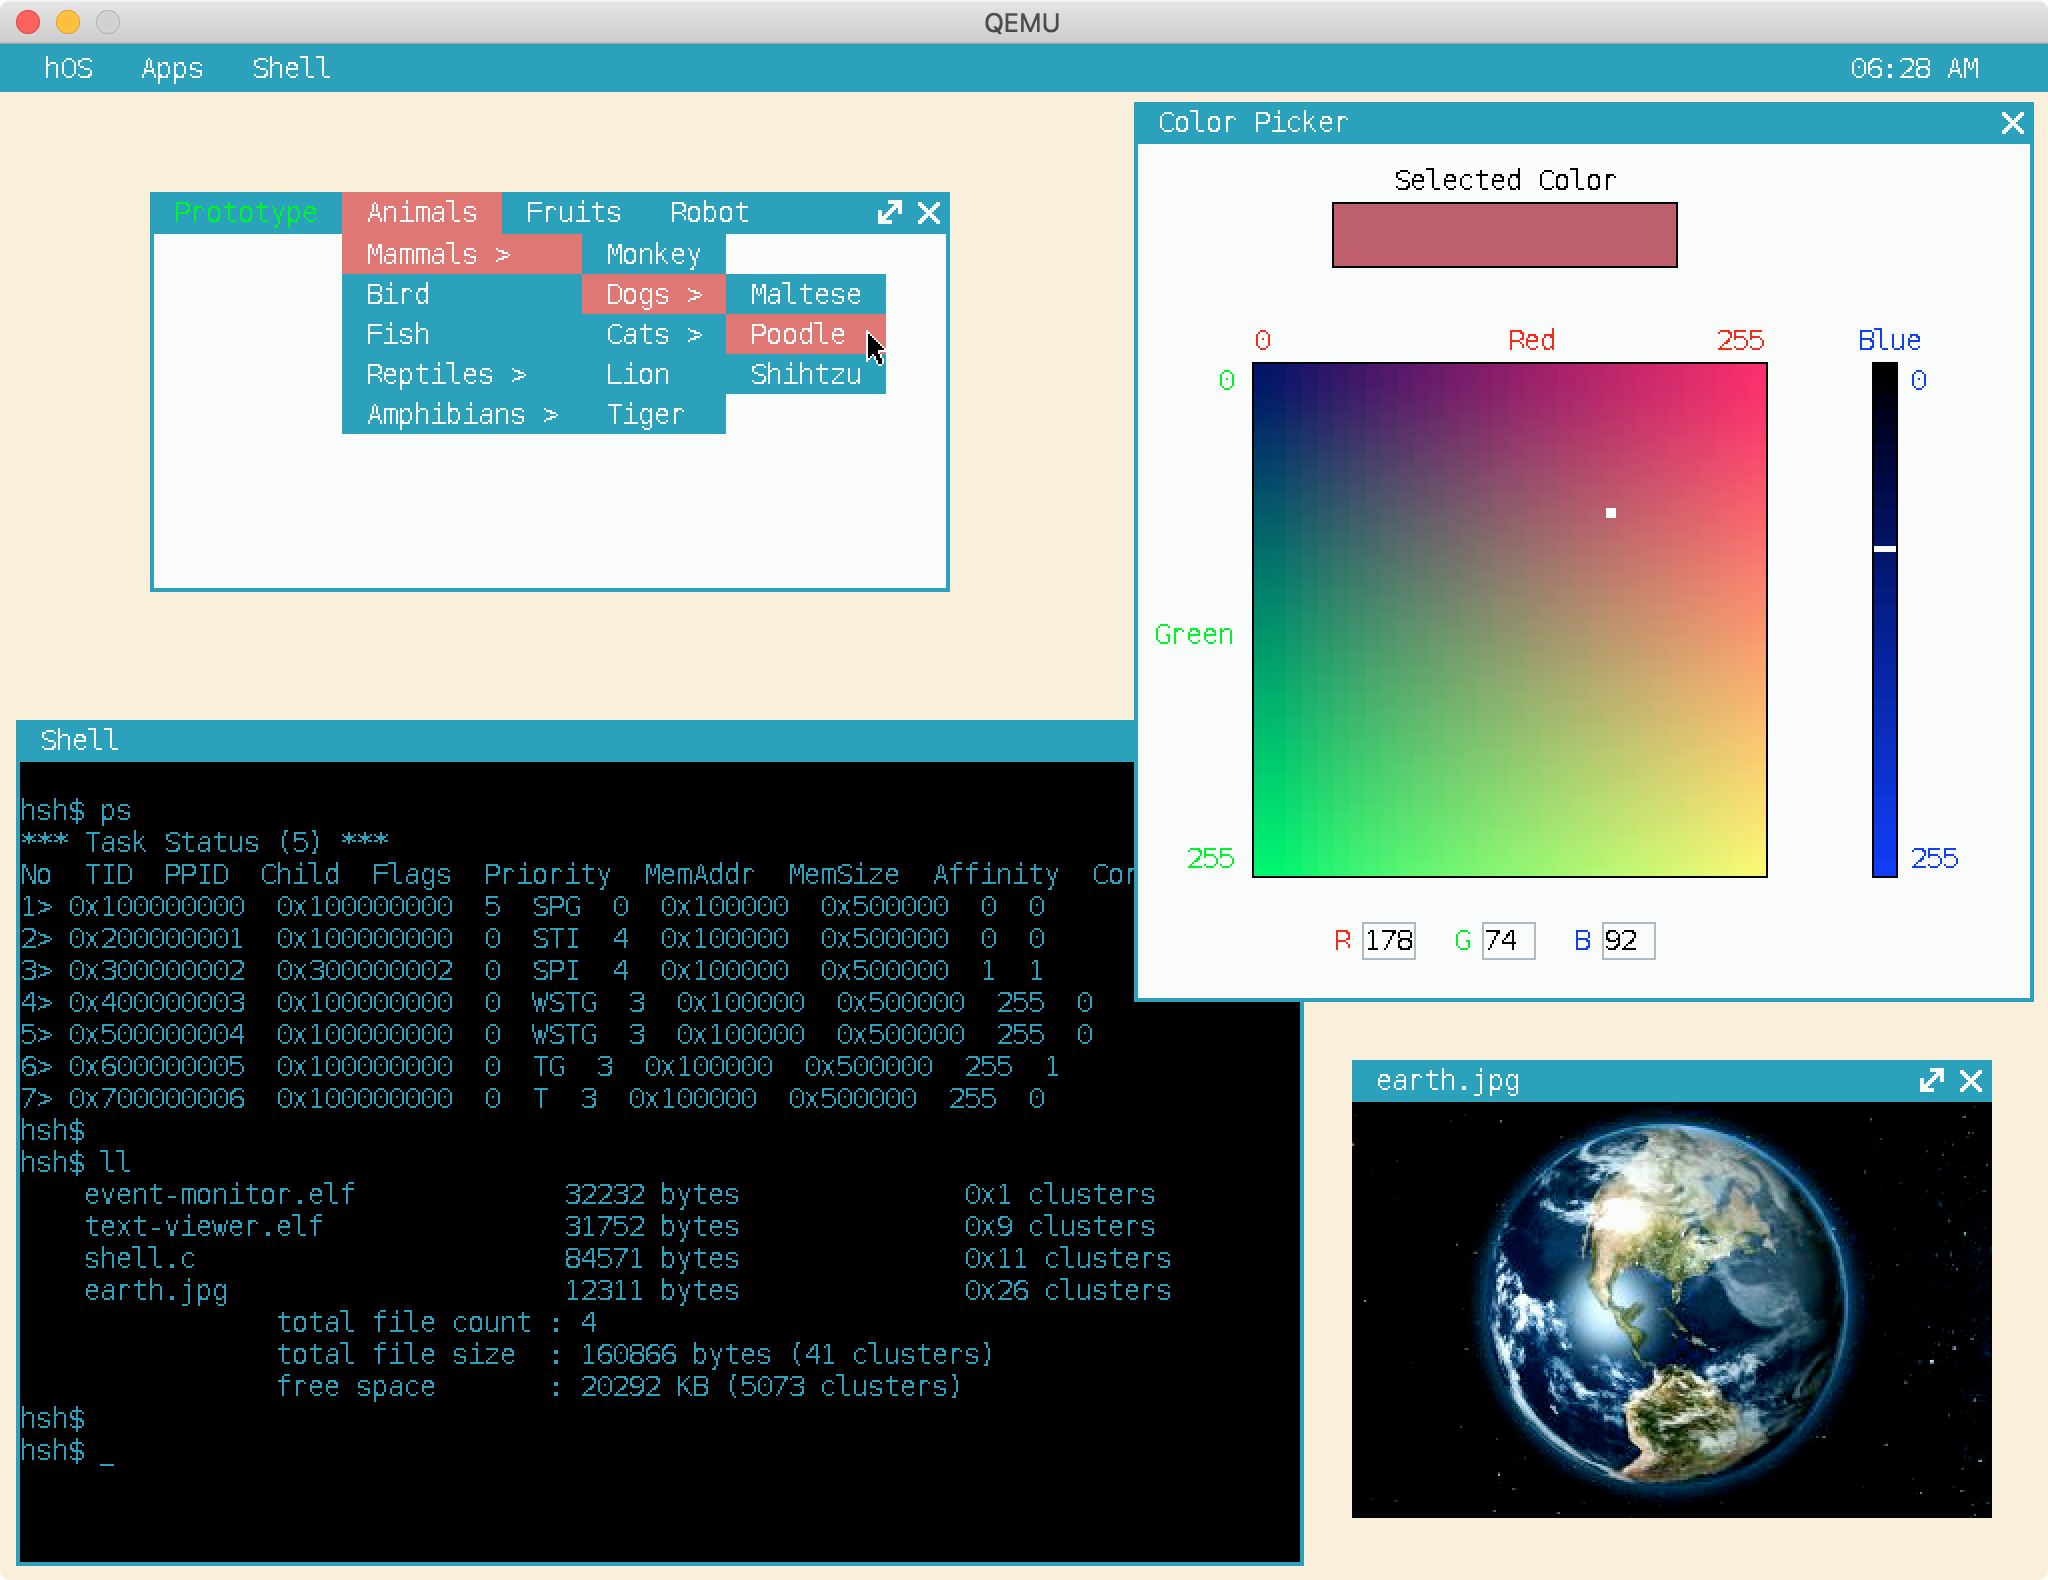 QEMU
hOS Apps Shell 06:28 AM
Prototype Animals Fruits Robot
Mammals > Monkey
Bird Dogs > Maltese
Fish Cats > Poodle
Reptiles > Lion Shihtzu
Amphibians > Tiger
Color Picker
Selected Color
0 Red 255 Blue
0 0
Green
255 255
R 178 G 74 B 92
Shell
hsh$ ps
*** Task Status (5) ***
No TID PPID Child Flags Priority MemAddr MemSize Affinity
1> 0x100000000 0x100000000 5 SPG 0 0x100000 0x500000 0 0
2> 0x200000001 0x100000000 0 STI 4 0x100000 0x500000 0 0
3> 0x300000002 0x300000002 0 SPI 4 0x100000 0x500000 1 1
4> 0x400000003 0x100000000 0 WSTG 3 0x100000 0x500000 255 0
5> 0x500000004 0x100000000 0 WSTG 3 0x100000 0x500000 255 0
6> 0x600000005 0x100000000 0 TG 3 0x100000 0x500000 255 1
7> 0x700000006 0x100000000 0 T 3 0x100000 0x500000 255 0
hsh$
hsh$ ll
event-monitor.elf 32232 bytes 0x1 clusters
text-viewer.elf 31752 bytes 0x9 clusters
shell.c 84571 bytes 0x11 clusters
earth.jpg 12311 bytes 0x26 clusters
total file count : 4
total file size : 160866 bytes (41 clusters)
free space : 20292 KB (5073 clusters)
hsh$
hsh$ _
earth.jpg